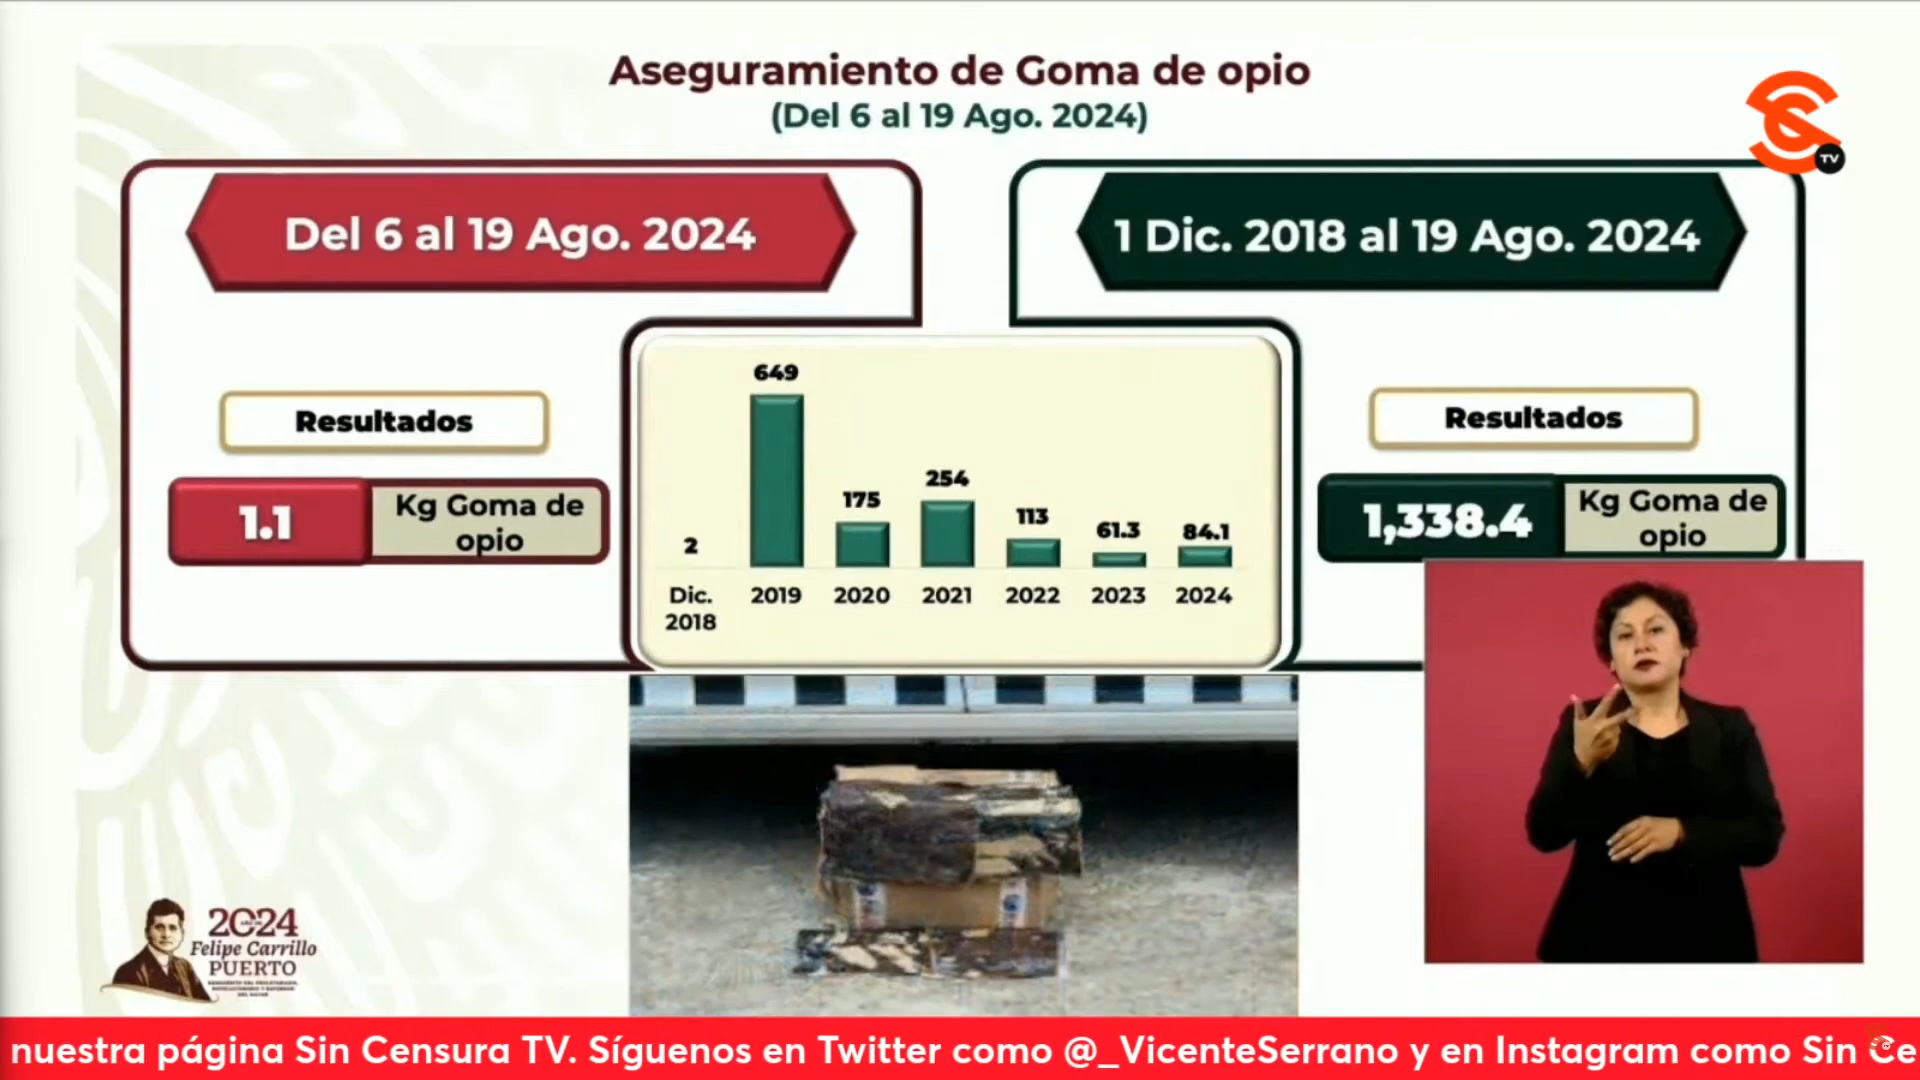 Aseguramiento de Goma de opio
(Del 6 al 19 Ago. 2024)
TV
Del 6 al 19 Ago. 2024
1 Dic. 2018 al 19 Ago. 2024
Resultados
1.1
Kg Goma de
opio
649
175
254
113
61.3
84.1
2
Dic.
2018
2019
2020
2021
2022
2023
2024
Resultados
1,338.4
Kg Goma de
opio
2024
Felipe Carrillo
PUERTO
nuestra página Sin Censura TV. Síguenos en Twitter como @_VicenteSerrano y en Instagram como Sin Ce